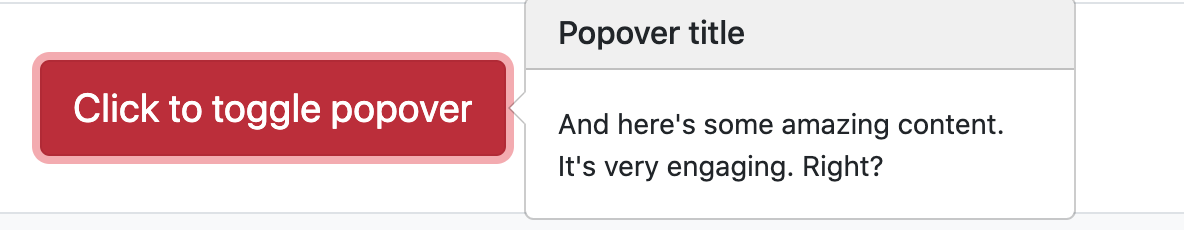 Popover title
Click to toggle popover
And here's some amazing content.
It's very engaging. Right?